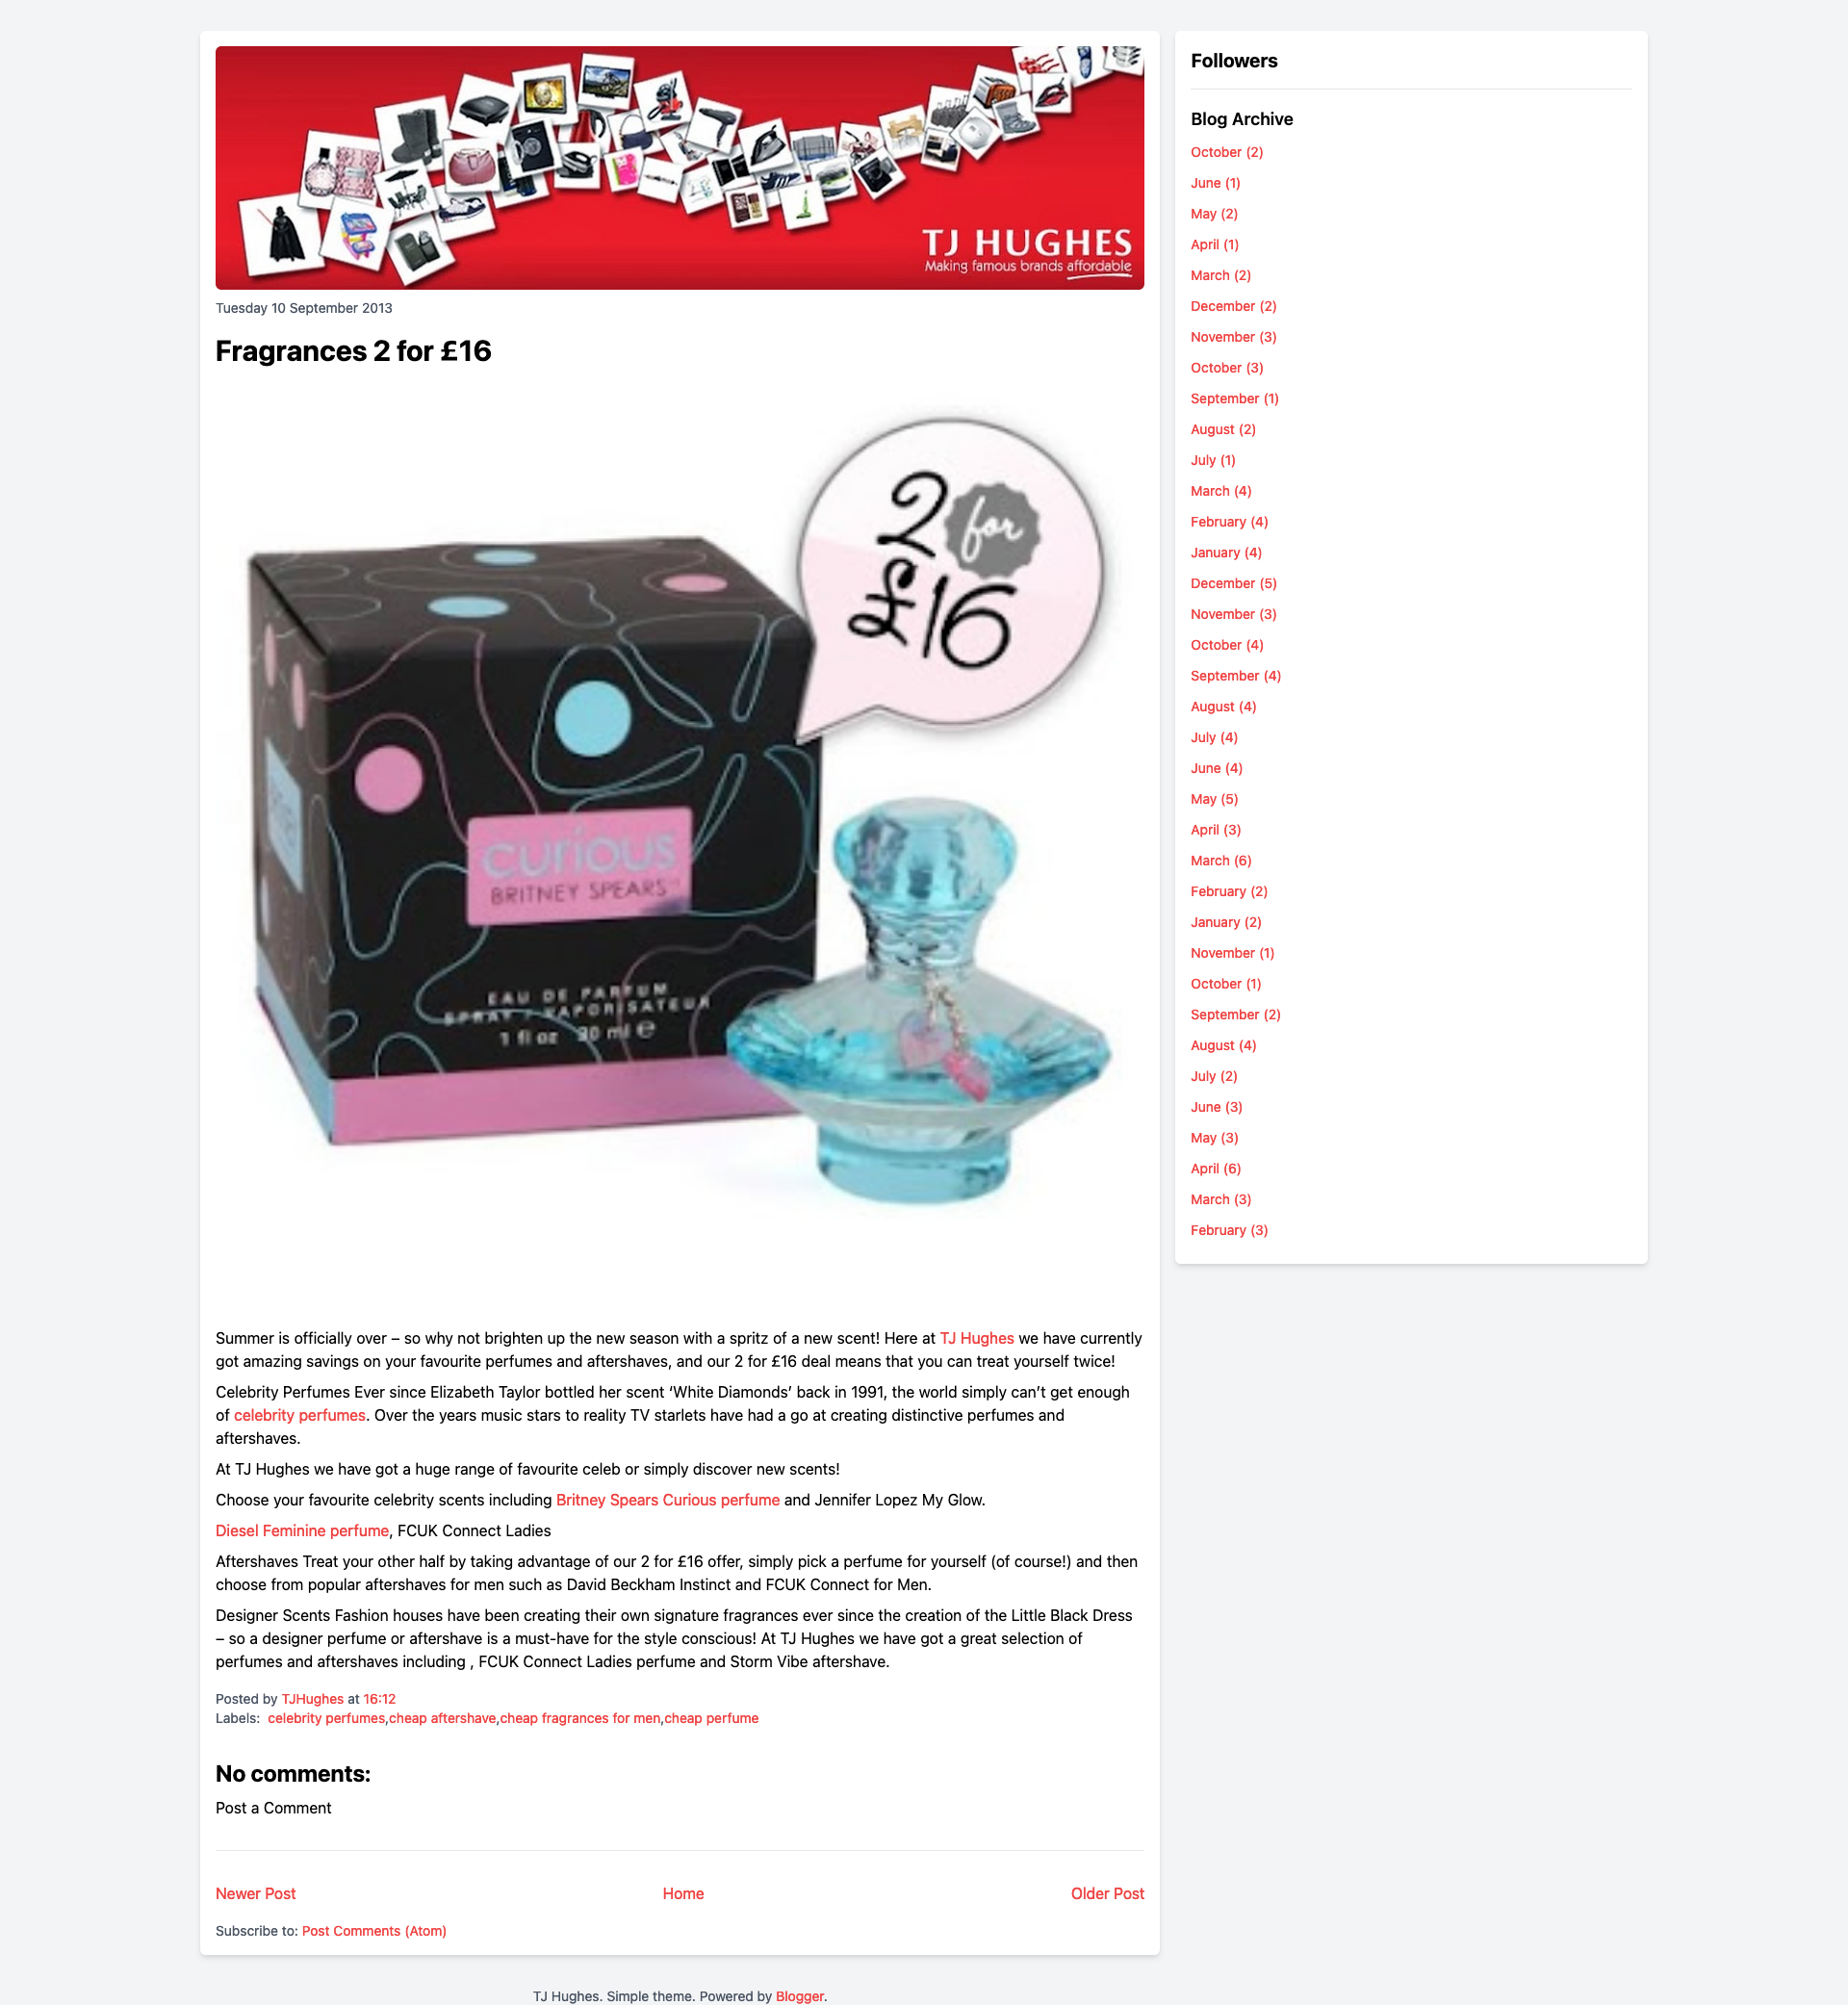 TJ HUGHES
Making famous brands affordable
Tuesday 10 September 2013
Fragrances 2 for £16
2 for
£16
curious
BRITNEY SPEARS™
EAU DE PARFUM
SPRAY / VAPORISATEUR
1 fl oz 30 ml e
Summer is officially over – so why not brighten up the new season with a spritz of a new scent! Here at TJ Hughes we have currently
got amazing savings on your favourite perfumes and aftershaves, and our 2 for £16 deal means that you can treat yourself twice!
Celebrity Perfumes Ever since Elizabeth Taylor bottled her scent ‘White Diamonds’ back in 1991, the world simply can’t get enough
of celebrity perfumes. Over the years music stars to reality TV starlets have had a go at creating distinctive perfumes and
aftershaves.
At TJ Hughes we have got a huge range of favourite celeb or simply discover new scents!
Choose your favourite celebrity scents including Britney Spears Curious perfume and Jennifer Lopez My Glow.
Diesel Feminine perfume, FCUK Connect Ladies
Aftershaves Treat your other half by taking advantage of our 2 for £16 offer, simply pick a perfume for yourself (of course!) and then
choose from popular aftershaves for men such as David Beckham Instinct and FCUK Connect for Men.
Designer Scents Fashion houses have been creating their own signature fragrances ever since the creation of the Little Black Dress
– so a designer perfume or aftershave is a must-have for the style conscious! At TJ Hughes we have got a great selection of
perfumes and aftershaves including , FCUK Connect Ladies perfume and Storm Vibe aftershave.
Posted by TJHughes at 16:12
Labels: celebrity perfumes,cheap aftershave,cheap fragrances for men,cheap perfume
No comments:
Post a Comment
Newer Post
Home
Older Post
Subscribe to: Post Comments (Atom)
Followers
Blog Archive
October (2)
June (1)
May (2)
April (1)
March (2)
December (2)
November (3)
October (3)
September (1)
August (2)
July (1)
March (4)
February (4)
January (4)
December (5)
November (3)
October (4)
September (4)
August (4)
July (4)
June (4)
May (5)
April (3)
March (6)
February (2)
January (2)
November (1)
October (1)
September (2)
August (4)
July (2)
June (3)
May (3)
April (6)
March (3)
February (3)
TJ Hughes. Simple theme. Powered by Blogger.